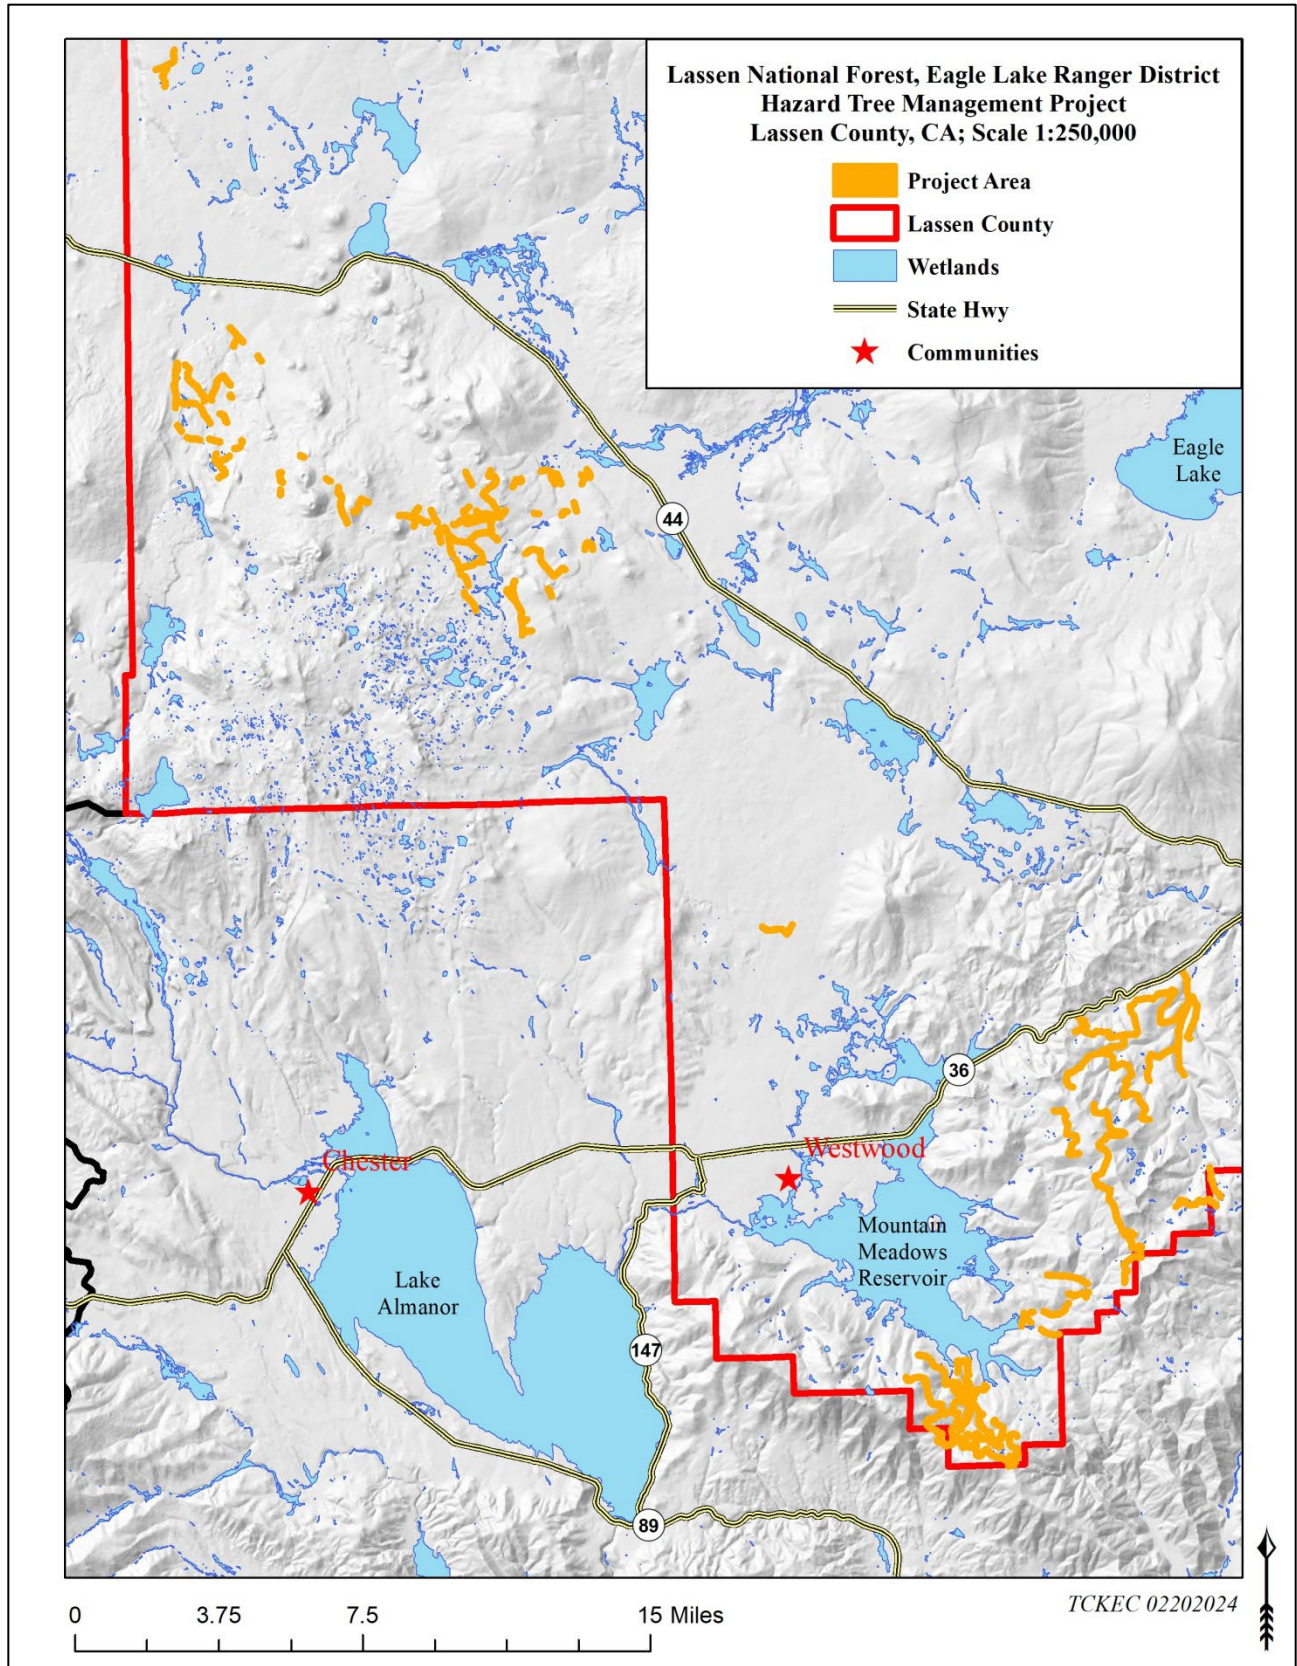 Lassen National Forest, Eagle Lake Ranger District
Hazard Tree Management Project
Lassen County, CA; Scale 1:250,000
Project Area
Lassen County
Wetlands
State Hwy
Communities
Eagle
Lake
44
36
Chester
Westwood
Mountain
Meadows
Reservoir
Lake
Almanor
147
89
TCKEC 02202024
0 3.75 7.5 15 Miles